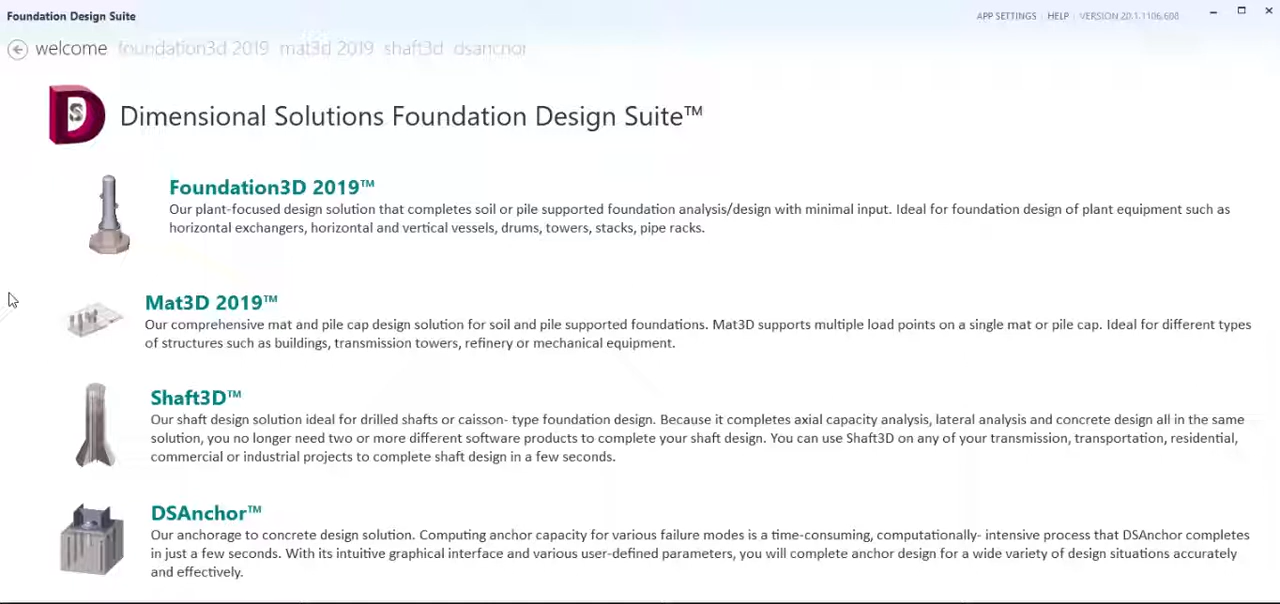 Foundation Design Suite
APP SETTINGS | HELP | VERSION 20.1.1106.608
welcome foundation3d 2019 mat3d 2019 shaft3d dsanchor
DS
Dimensional Solutions Foundation Design Suite™
Foundation3D 2019™
Our plant-focused design solution that completes soil or pile supported foundation analysis/design with minimal input. Ideal for foundation design of plant equipment such as
horizontal exchangers, horizontal and vertical vessels, drums, towers, stacks, pipe racks.
Mat3D 2019™
Our comprehensive mat and pile cap design solution for soil and pile supported foundations. Mat3D supports multiple load points on a single mat or pile cap. Ideal for different types
of structures such as buildings, transmission towers, refinery or mechanical equipment.
Shaft3D™
Our shaft design solution ideal for drilled shafts or caisson- type foundation design. Because it completes axial capacity analysis, lateral analysis and concrete design all in the same
solution, you no longer need two or more different software products to complete your shaft design. You can use Shaft3D on any of your transmission, transportation, residential,
commercial or industrial projects to complete shaft design in a few seconds.
DSAnchor™
Our anchorage to concrete design solution. Computing anchor capacity for various failure modes is a time-consuming, computationally- intensive process that DSAnchor completes
in just a few seconds. With its intuitive graphical interface and various user-defined parameters, you will complete anchor design for a wide variety of design situations accurately
and effectively.